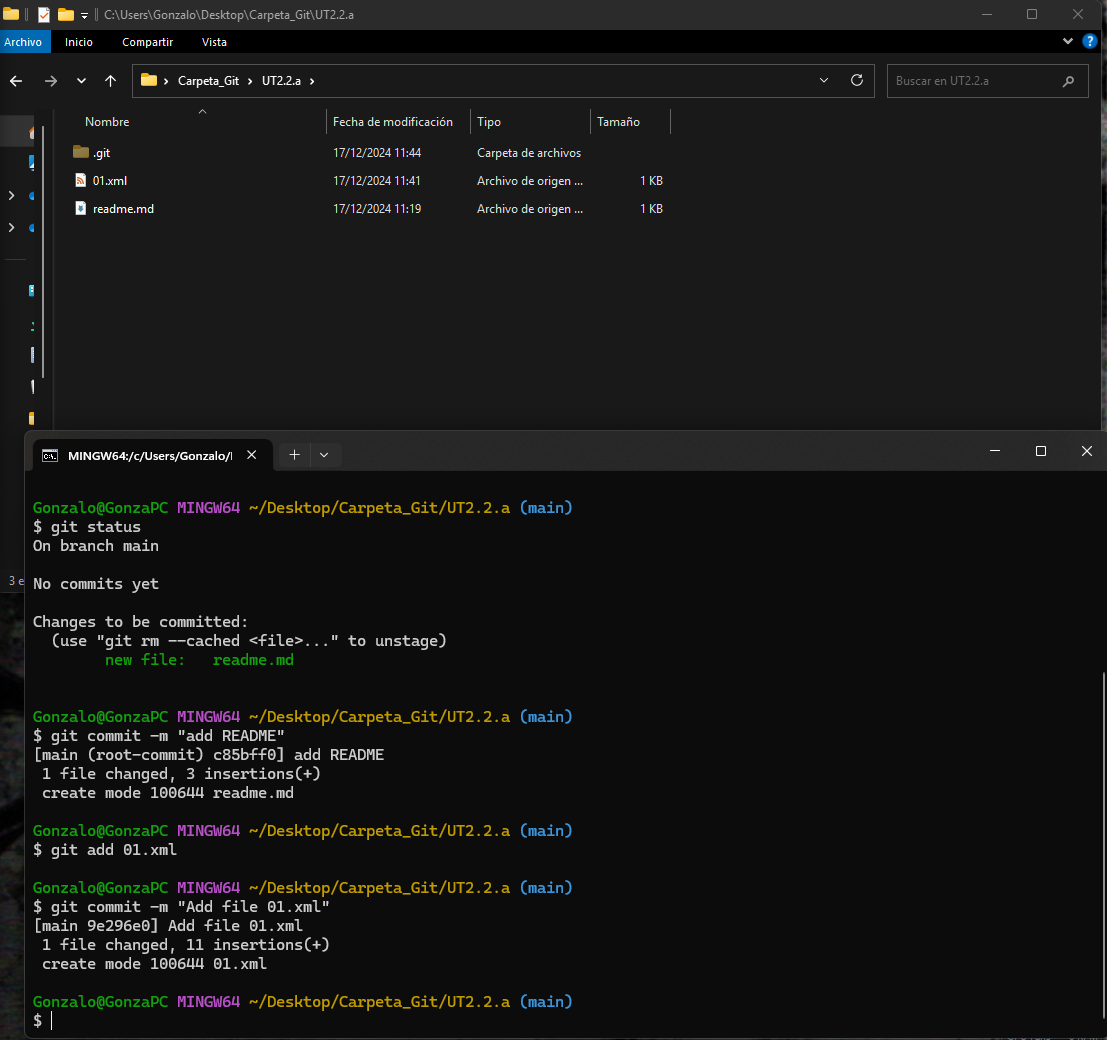 C:\Users\Gonzalo\Desktop\Carpeta_Git\UT2.2.a
Archivo Inicio Compartir Vista
Carpeta_Git UT2.2.a Buscar en UT2.2.a
Nombre Fecha de modificación Tipo Tamaño
.git 17/12/2024 11:44 Carpeta de archivos
01.xml 17/12/2024 11:41 Archivo de origen ... 1 KB
readme.md 17/12/2024 11:19 Archivo de origen ... 1 KB
3 e
MINGW64:/c/Users/Gonzalo/
Gonzalo@GonzaPC MINGW64 ~/Desktop/Carpeta_Git/UT2.2.a (main)
$ git status
On branch main
No commits yet
Changes to be committed:
(use "git rm --cached <file>..." to unstage)
new file: readme.md
Gonzalo@GonzaPC MINGW64 ~/Desktop/Carpeta_Git/UT2.2.a (main)
$ git commit -m "add README"
[main (root-commit) c85bff0] add README
1 file changed, 3 insertions(+)
create mode 100644 readme.md
Gonzalo@GonzaPC MINGW64 ~/Desktop/Carpeta_Git/UT2.2.a (main)
$ git add 01.xml
Gonzalo@GonzaPC MINGW64 ~/Desktop/Carpeta_Git/UT2.2.a (main)
$ git commit -m "Add file 01.xml"
[main 9e296e0] Add file 01.xml
1 file changed, 11 insertions(+)
create mode 100644 01.xml
Gonzalo@GonzaPC MINGW64 ~/Desktop/Carpeta_Git/UT2.2.a (main)
$